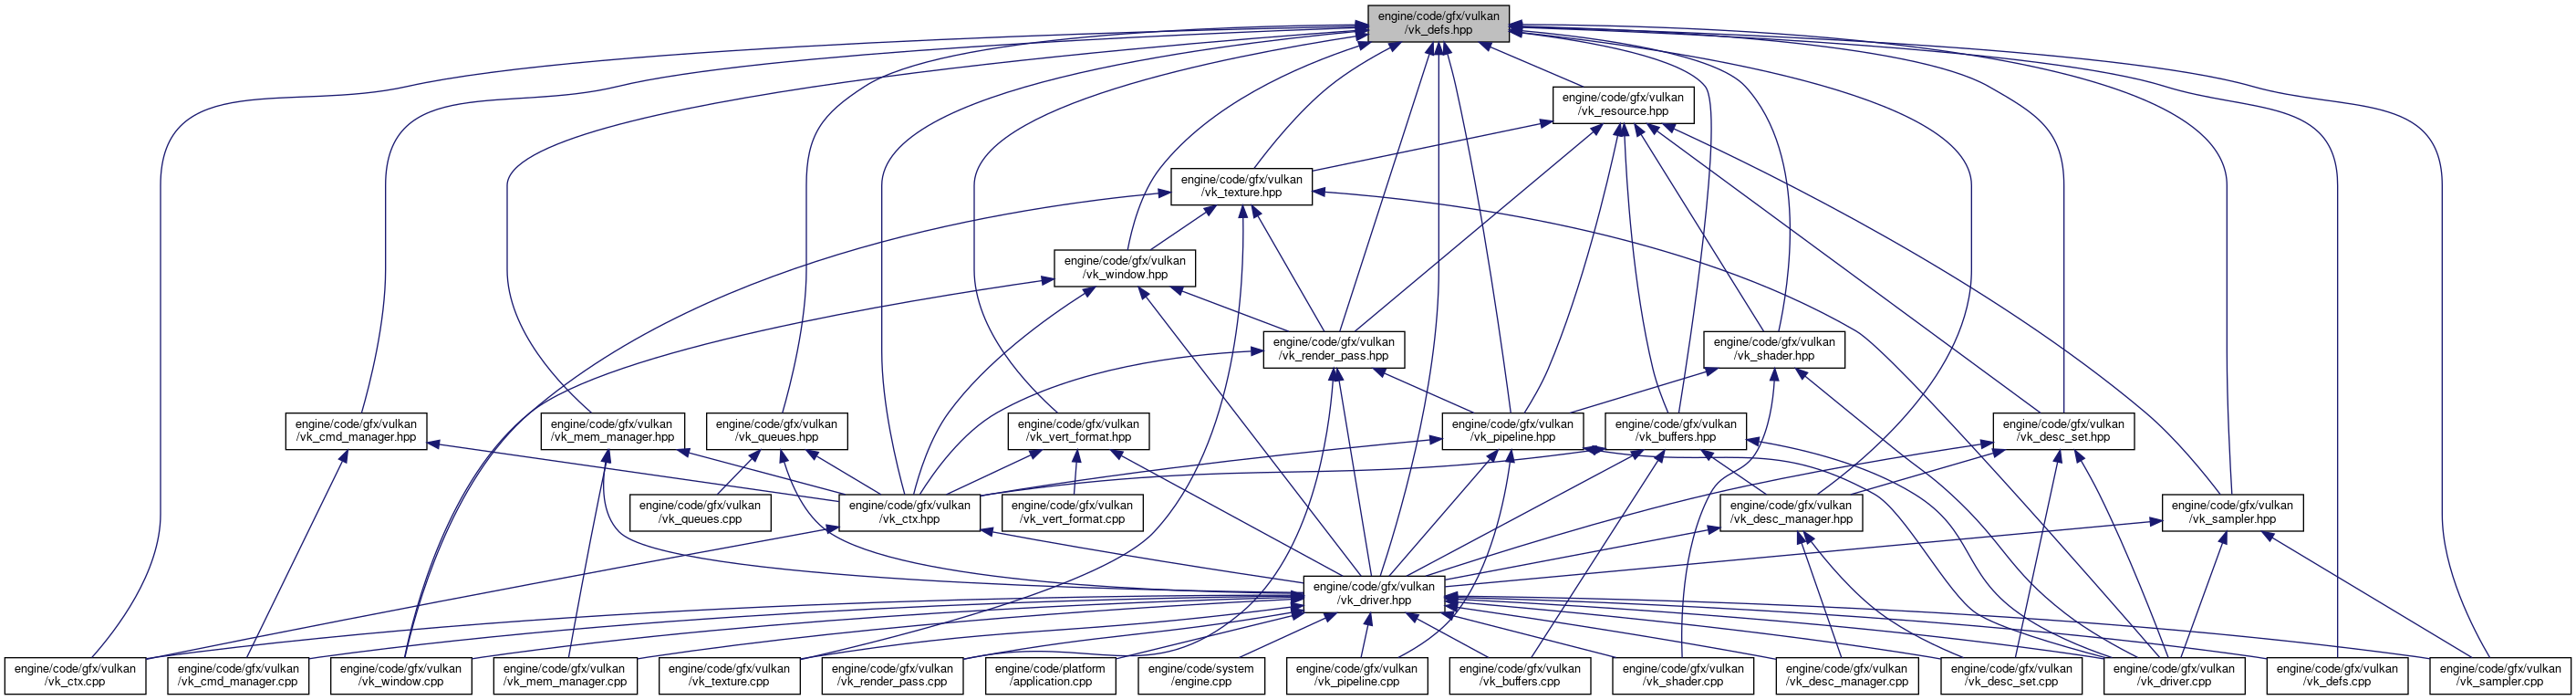 engine/code/gfx/vulkan
/vk_defs.hpp
engine/code/gfx/vulkan
/vk_resource.hpp
engine/code/gfx/vulkan
/vk_texture.hpp
engine/code/gfx/vulkan
/vk_window.hpp
engine/code/gfx/vulkan
/vk_render_pass.hpp
engine/code/gfx/vulkan
/vk_shader.hpp
engine/code/gfx/vulkan
/vk_cmd_manager.hpp
engine/code/gfx/vulkan
/vk_mem_manager.hpp
engine/code/gfx/vulkan
/vk_queues.hpp
engine/code/gfx/vulkan
/vk_vert_format.hpp
engine/code/gfx/vulkan
/vk_pipeline.hpp
engine/code/gfx/vulkan
/vk_buffers.hpp
engine/code/gfx/vulkan
/vk_desc_set.hpp
engine/code/gfx/vulkan
/vk_queues.cpp
engine/code/gfx/vulkan
/vk_ctx.hpp
engine/code/gfx/vulkan
/vk_vert_format.cpp
engine/code/gfx/vulkan
/vk_desc_manager.hpp
engine/code/gfx/vulkan
/vk_sampler.hpp
engine/code/gfx/vulkan
/vk_driver.hpp
engine/code/gfx/vulkan
/vk_ctx.cpp
engine/code/gfx/vulkan
/vk_cmd_manager.cpp
engine/code/gfx/vulkan
/vk_window.cpp
engine/code/gfx/vulkan
/vk_mem_manager.cpp
engine/code/gfx/vulkan
/vk_texture.cpp
engine/code/gfx/vulkan
/vk_render_pass.cpp
engine/code/platform
/application.cpp
engine/code/system
/engine.cpp
engine/code/gfx/vulkan
/vk_pipeline.cpp
engine/code/gfx/vulkan
/vk_buffers.cpp
engine/code/gfx/vulkan
/vk_shader.cpp
engine/code/gfx/vulkan
/vk_desc_manager.cpp
engine/code/gfx/vulkan
/vk_desc_set.cpp
engine/code/gfx/vulkan
/vk_driver.cpp
engine/code/gfx/vulkan
/vk_defs.cpp
engine/code/gfx/vulkan
/vk_sampler.cpp